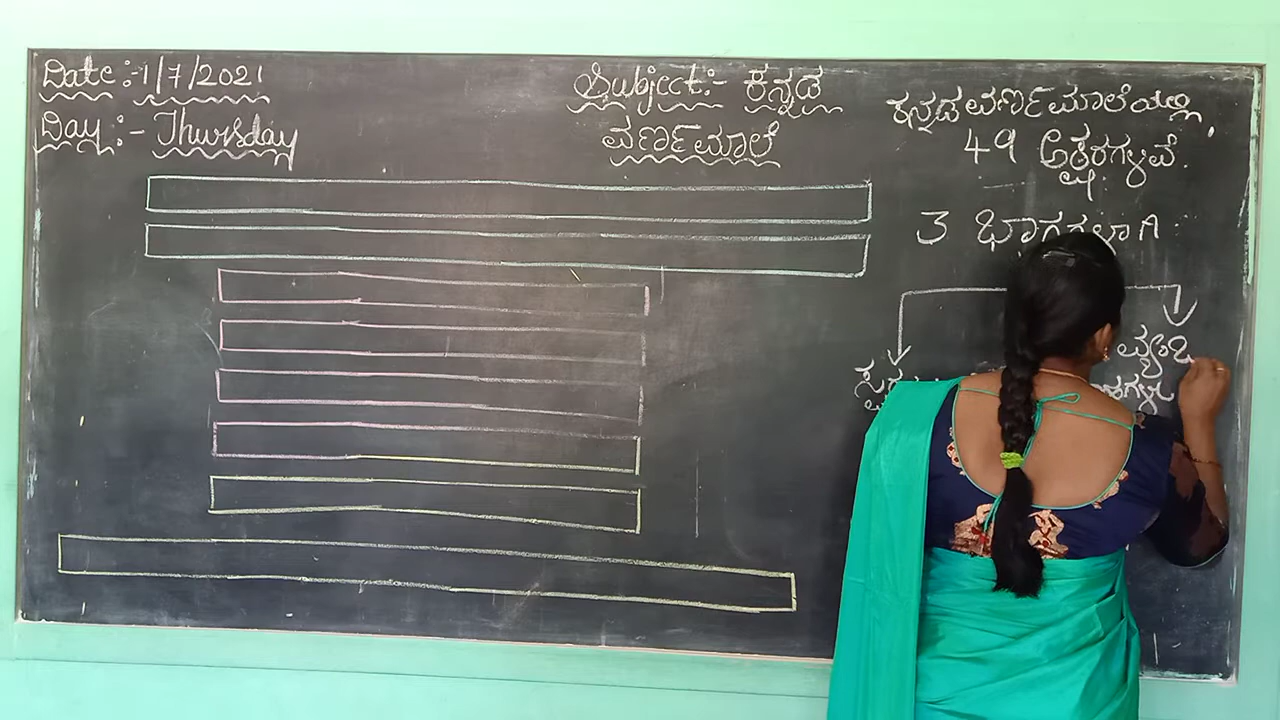 Date :- 1/7/2021
Day :- Thursday
Subject:- ಕನ್ನಡ
ವರ್ಣಮಾಲೆ
ಕನ್ನಡ ವರ್ಣಮಾಲೆಯಲ್ಲಿ
49 ಅಕ್ಷರಗಳಿವೆ.
3 ಭಾಗಗಳಾಗಿ